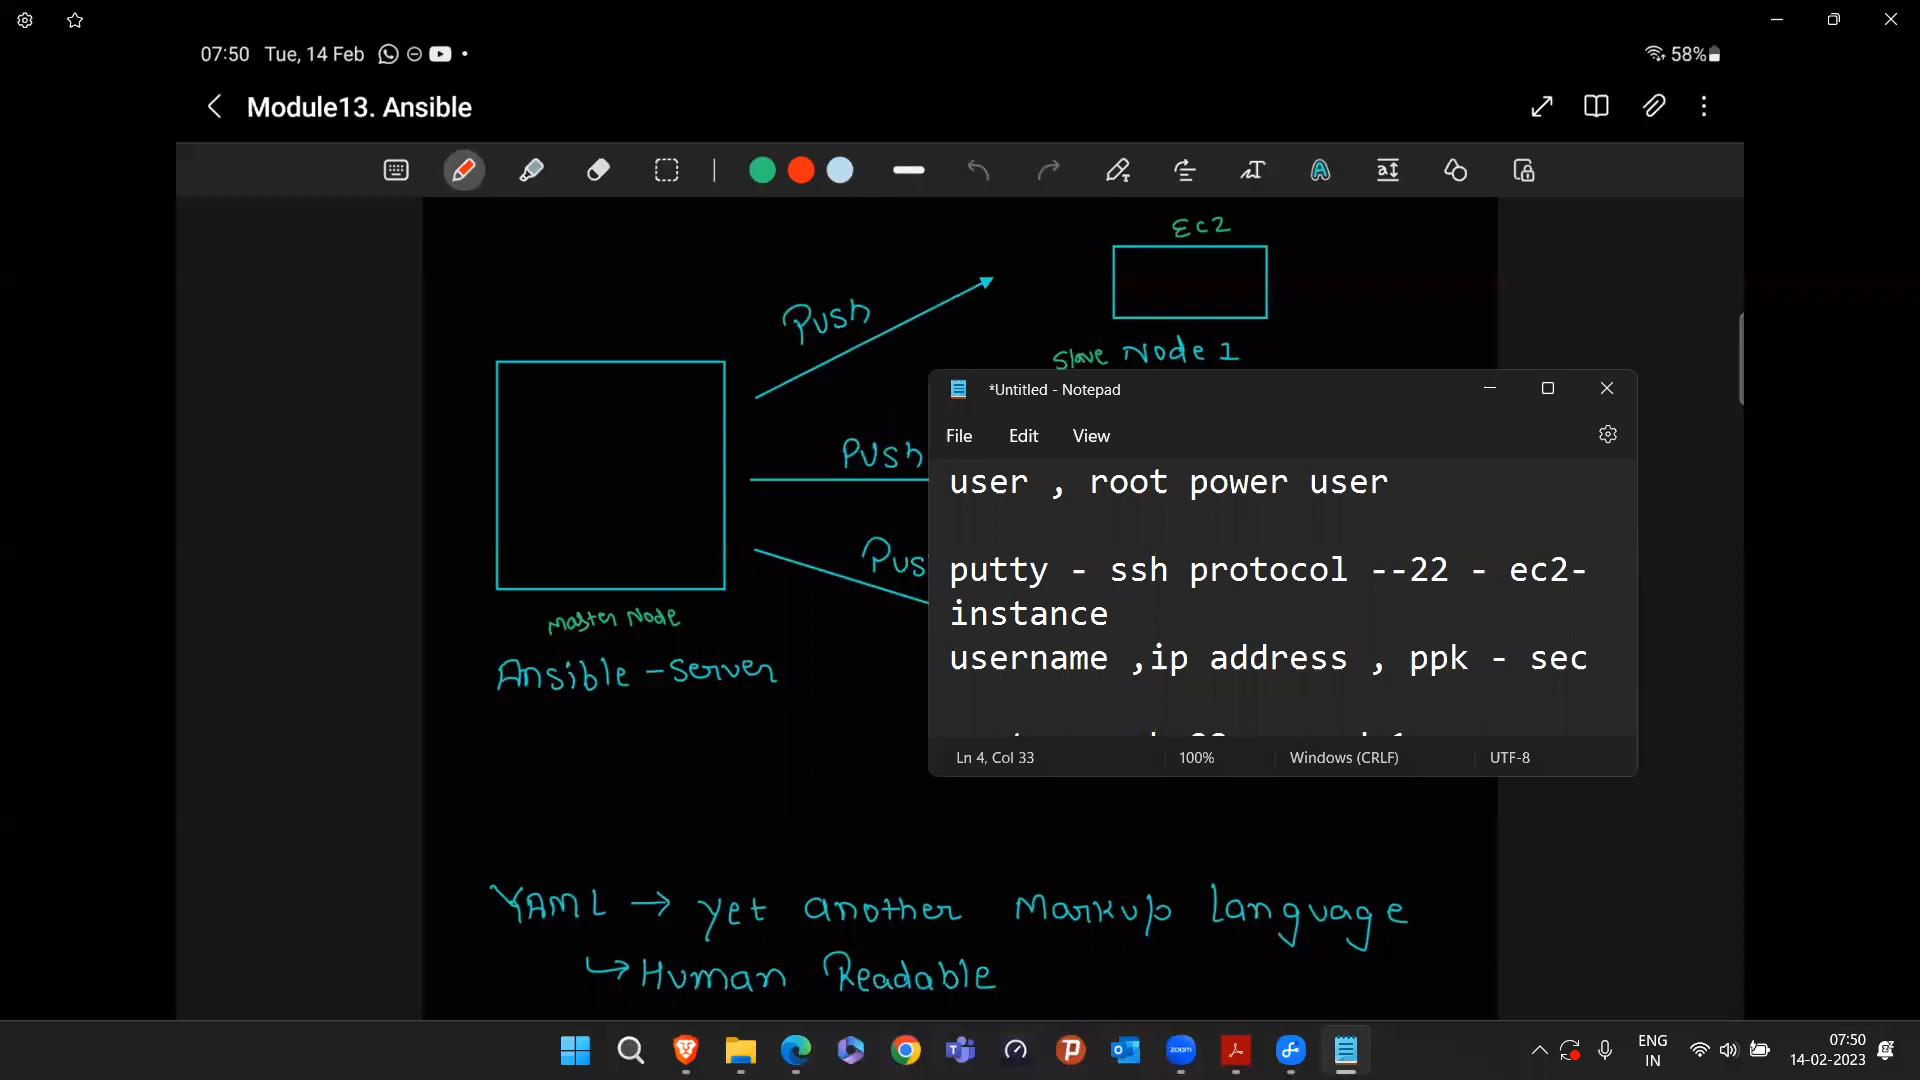 07:50 Tue, 14 Feb
58%
Module13. Ansible
EC2
Push
Slave Node 1
Push
Push
Master Node
Ansible - Server
*Untitled - Notepad
File Edit View
user , root power user
putty - ssh protocol --22 - ec2-
instance
username ,ip address , ppk - sec
Ln 4, Col 33 100% Windows (CRLF) UTF-8
YAML → yet another Markup Language
↳ Human Readable
zoom
ENG
IN
07:50
14-02-2023